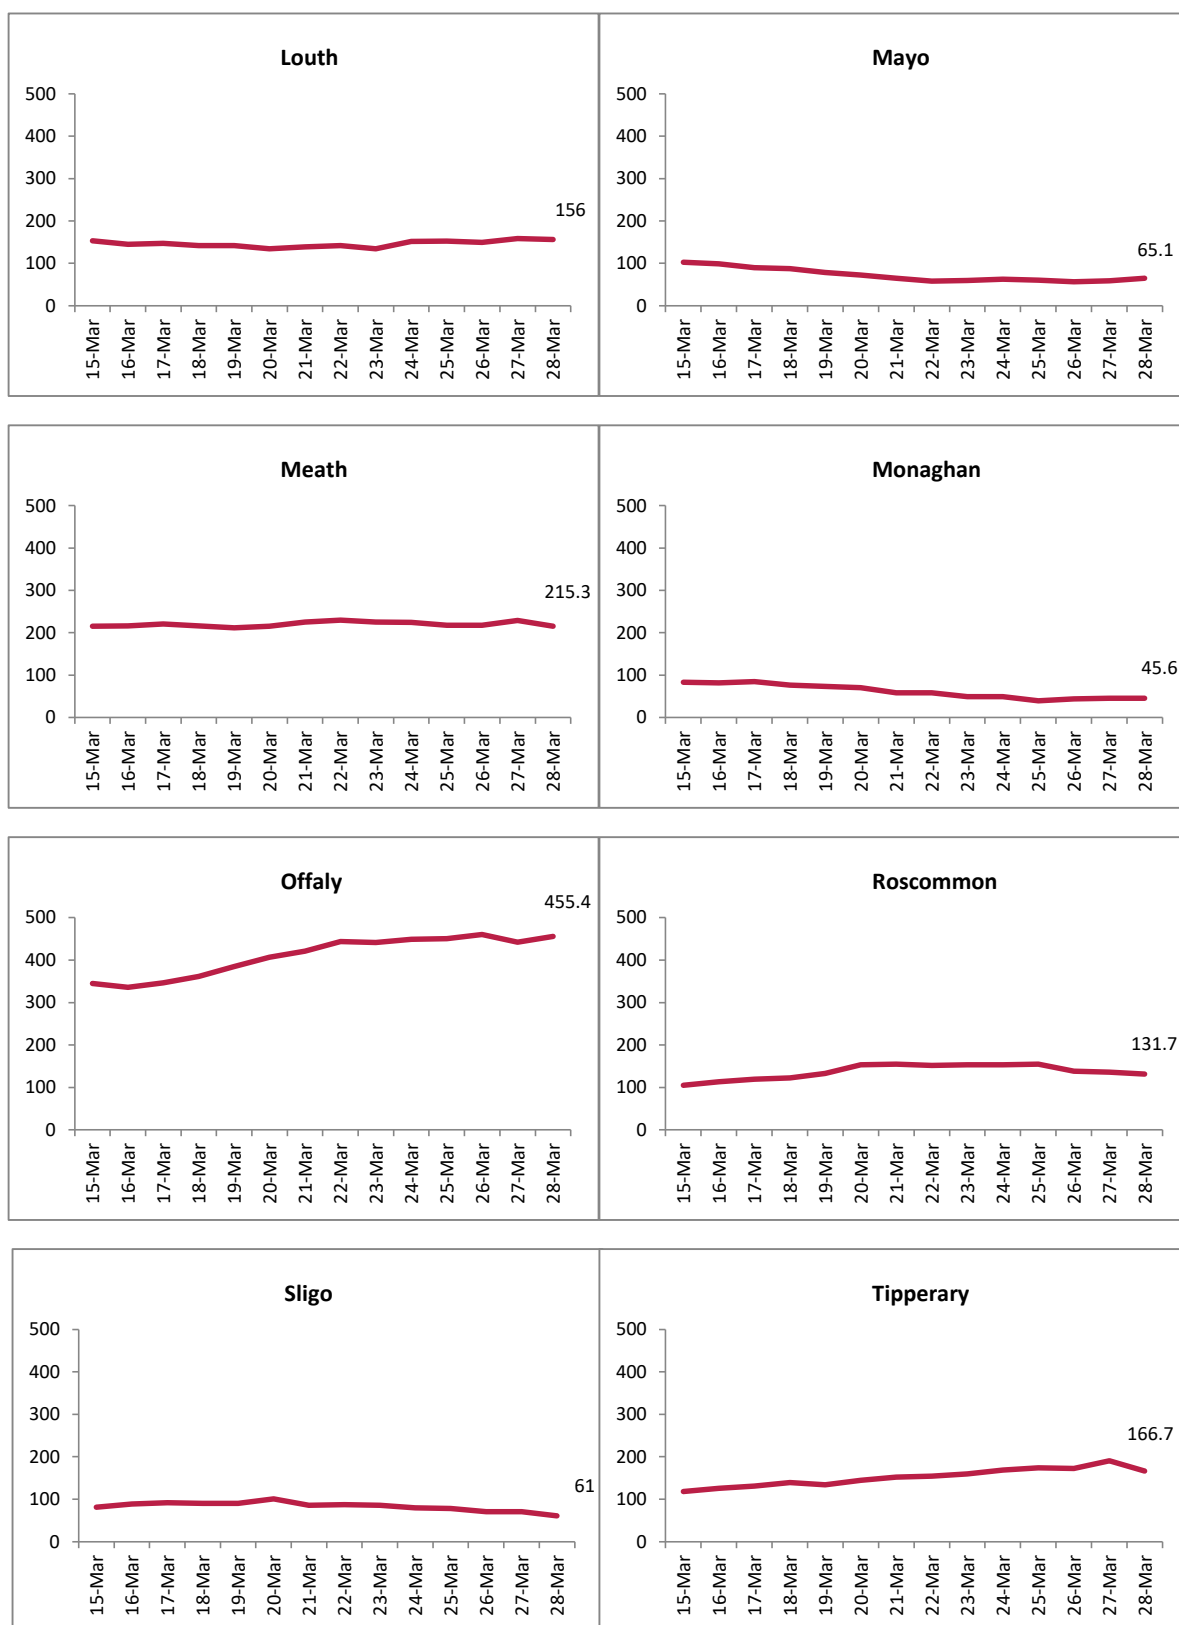 Louth
500
400
300
200
100
0
156
15-Mar
16-Mar
17-Mar
18-Mar
19-Mar
20-Mar
21-Mar
22-Mar
23-Mar
24-Mar
25-Mar
26-Mar
27-Mar
28-Mar
Mayo
500
400
300
200
100
0
65.1
15-Mar
16-Mar
17-Mar
18-Mar
19-Mar
20-Mar
21-Mar
22-Mar
23-Mar
24-Mar
25-Mar
26-Mar
27-Mar
28-Mar
Meath
500
400
300
200
100
0
215.3
15-Mar
16-Mar
17-Mar
18-Mar
19-Mar
20-Mar
21-Mar
22-Mar
23-Mar
24-Mar
25-Mar
26-Mar
27-Mar
28-Mar
Monaghan
500
400
300
200
100
0
45.6
15-Mar
16-Mar
17-Mar
18-Mar
19-Mar
20-Mar
21-Mar
22-Mar
23-Mar
24-Mar
25-Mar
26-Mar
27-Mar
28-Mar
Offaly
500
400
300
200
100
0
455.4
15-Mar
16-Mar
17-Mar
18-Mar
19-Mar
20-Mar
21-Mar
22-Mar
23-Mar
24-Mar
25-Mar
26-Mar
27-Mar
28-Mar
Roscommon
500
400
300
200
100
0
131.7
15-Mar
16-Mar
17-Mar
18-Mar
19-Mar
20-Mar
21-Mar
22-Mar
23-Mar
24-Mar
25-Mar
26-Mar
27-Mar
28-Mar
Sligo
500
400
300
200
100
0
61
15-Mar
16-Mar
17-Mar
18-Mar
19-Mar
20-Mar
21-Mar
22-Mar
23-Mar
24-Mar
25-Mar
26-Mar
27-Mar
28-Mar
Tipperary
500
400
300
200
100
0
166.7
15-Mar
16-Mar
17-Mar
18-Mar
19-Mar
20-Mar
21-Mar
22-Mar
23-Mar
24-Mar
25-Mar
26-Mar
27-Mar
28-Mar